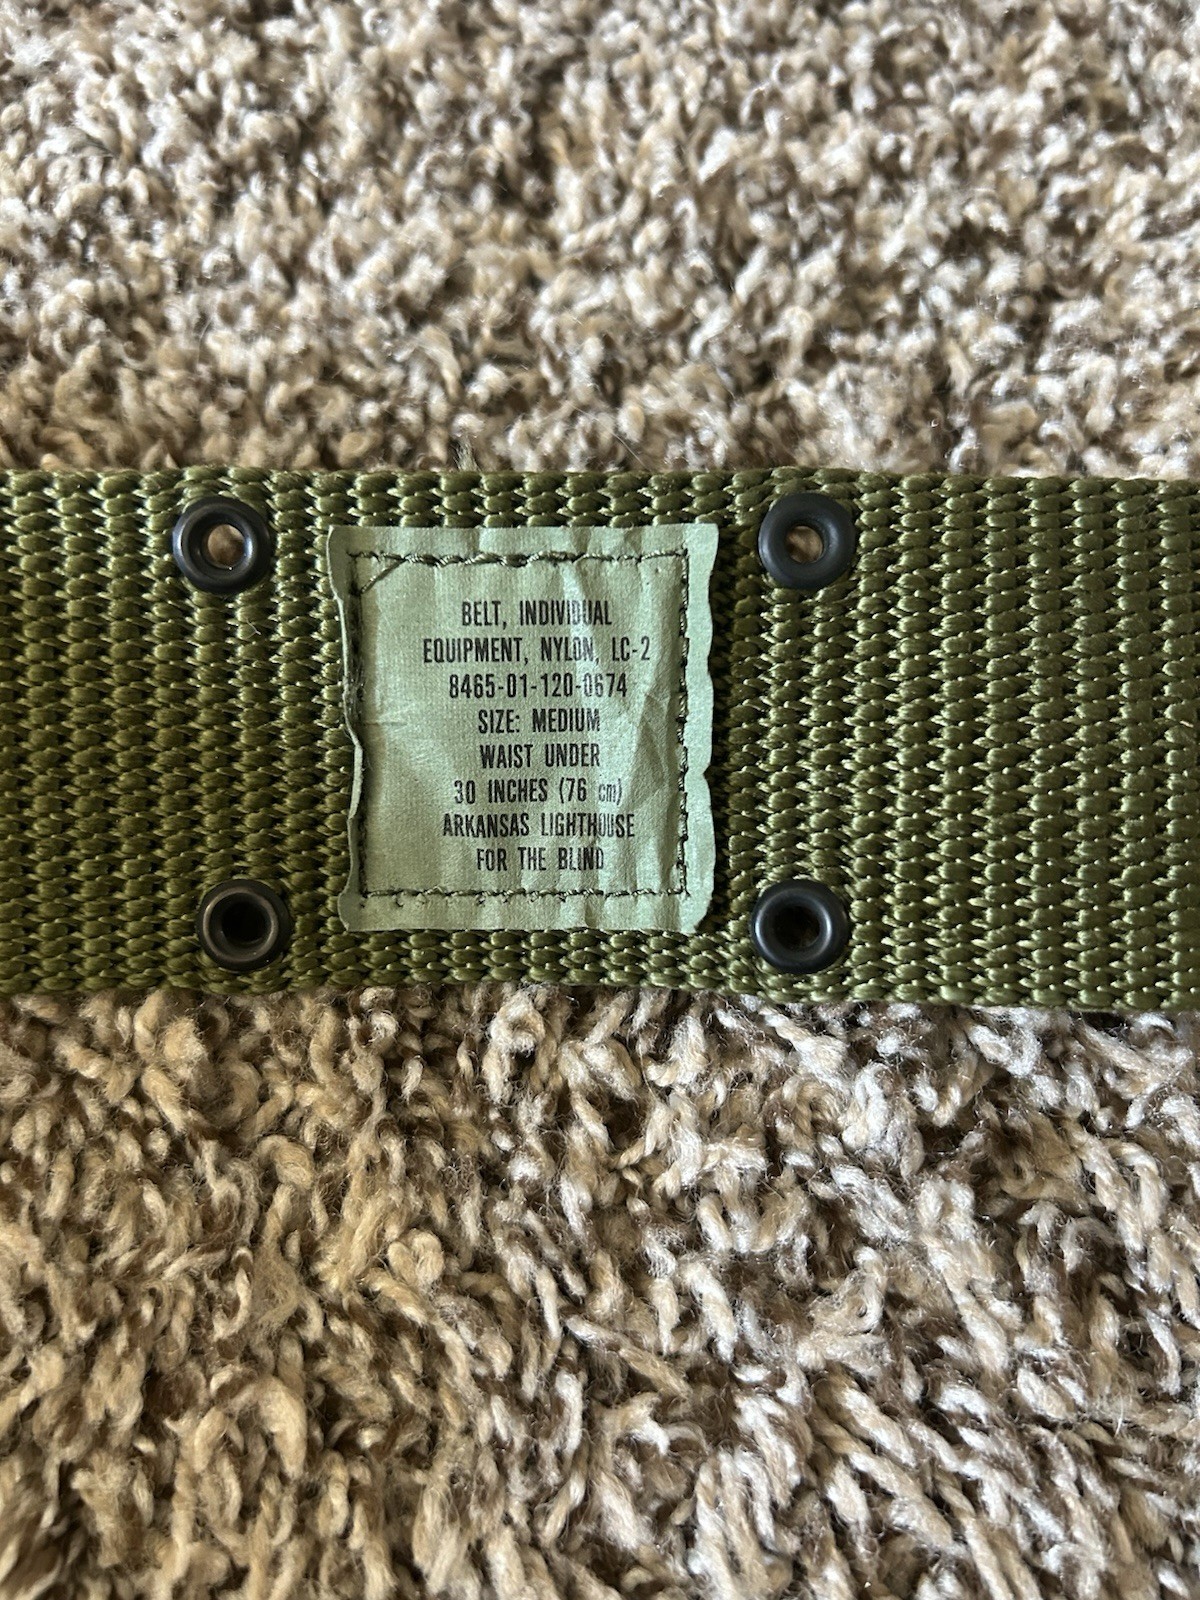 BELT, INDIVIDUAL
EQUIPMENT, NYLON, LC-2
8465-01-120-0674
SIZE: MEDIUM
WAIST UNDER
30 INCHES (76 cm)
ARKANSAS LIGHTHOUSE
FOR THE BLIND